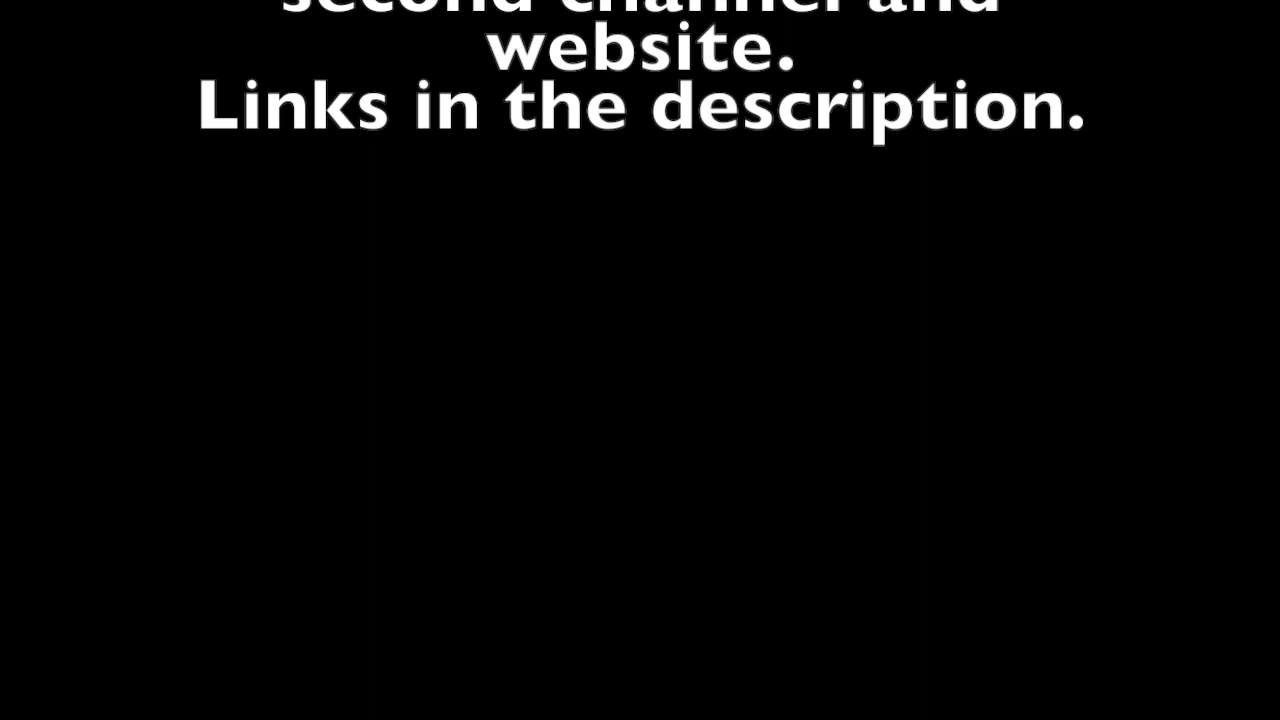 second channel and
website.
Links in the description.